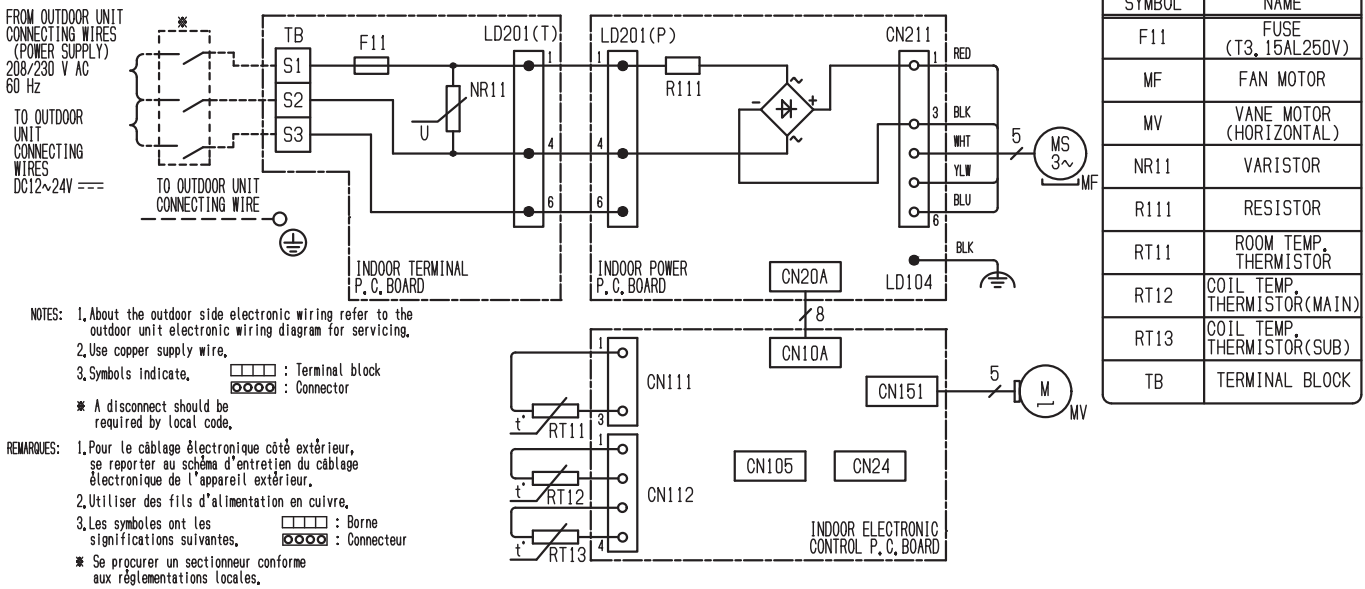 FROM OUTDOOR UNIT
CONNECTING WIRES
(POWER SUPPLY)
208/230 V AC
60 Hz
TO OUTDOOR
UNIT
CONNECTING
WIRES
DC12~24V ⎓
※
TO OUTDOOR UNIT
CONNECTING WIRE
TB
S1
S2
S3
F11
NR11
U
LD201(T)
1
4
6
INDOOR TERMINAL
P.C.BOARD
LD201(P)
1
4
6
R111
~
- +
~
CN211
1
3
6
RED
BLK
WHT
YLW
BLU
5
MS
3~
MF
LD104
BLK
INDOOR POWER
P.C.BOARD
CN20A
8
CN10A
CN111
1
3
t°
RT11
CN112
1
4
t°
RT12
t°
RT13
CN151
5
M
MV
CN105
CN24
INDOOR ELECTRONIC
CONTROL P.C.BOARD
NOTES: 1.About the outdoor side electronic wiring refer to the
outdoor unit electronic wiring diagram for servicing.
2.Use copper supply wire.
3.Symbols indicate. : Terminal block
: Connector
※ A disconnect should be
required by local code.
REMARQUES: 1.Pour le câblage électronique côté extérieur,
se reporter au schéma d'entretien du câblage
électronique de l'appareil extérieur.
2.Utiliser des fils d'alimentation en cuivre.
3.Les symboles ont les : Borne
significations suivantes. : Connecteur
※ Se procurer un sectionneur conforme
aux réglementations locales.
SYMBOL NAME
F11 FUSE
(T3.15AL250V)
MF FAN MOTOR
MV VANE MOTOR
(HORIZONTAL)
NR11 VARISTOR
R111 RESISTOR
RT11 ROOM TEMP.
THERMISTOR
RT12 COIL TEMP.
THERMISTOR(MAIN)
RT13 COIL TEMP.
THERMISTOR(SUB)
TB TERMINAL BLOCK